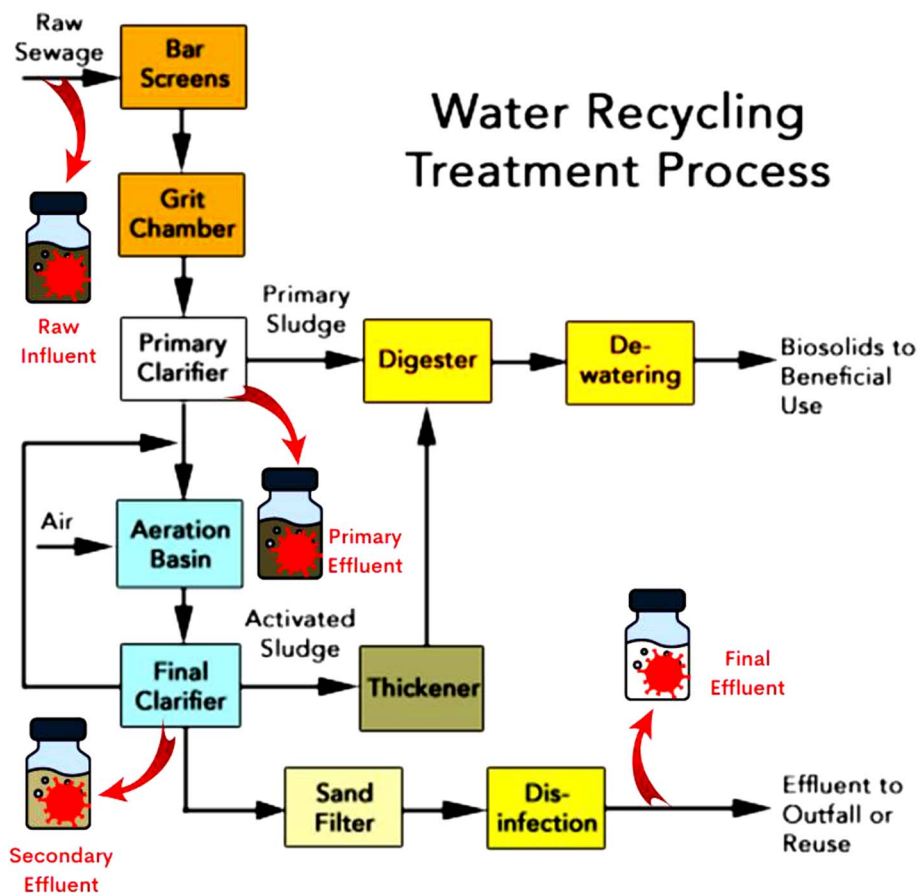 Raw
Sewage
Bar
Screens
Water Recycling
Treatment Process
Grit
Chamber
Raw
Influent
Primary
Sludge
Primary
Clarifier
Digester
De-
watering
Biosolids to
Beneficial
Use
Air
Aeration
Basin
Primary
Effluent
Activated
Sludge
Final
Clarifier
Thickener
Final
Effluent
Secondary
Effluent
Sand
Filter
Dis-
infection
Effluent to
Outfall or
Reuse